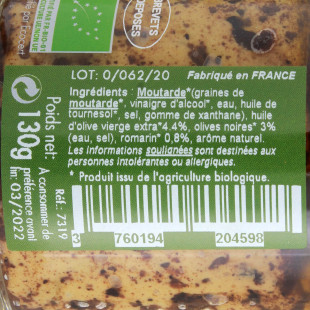 BREVETS
DÉPOSÉS
LOT: 0/062/20 Fabriqué en FRANCE
Ingrédients : Moutarde*(graines de
moutarde*, vinaigre d'alcool*, eau, huile de
tournesol*, sel, gomme de xanthane), huile
d'olive vierge extra*4.4%, olives noires* 3%
(eau, sel), romarin* 0.8%, arôme naturel.
Les informations soulignées sont destinées aux
personnes intolérantes ou allergiques.
* Produit issu de l'agriculture biologique.
Poids net:
130g
À consommer de
préférence avant
fin: 03/2022
Réf.: 7319
3 760194 204598